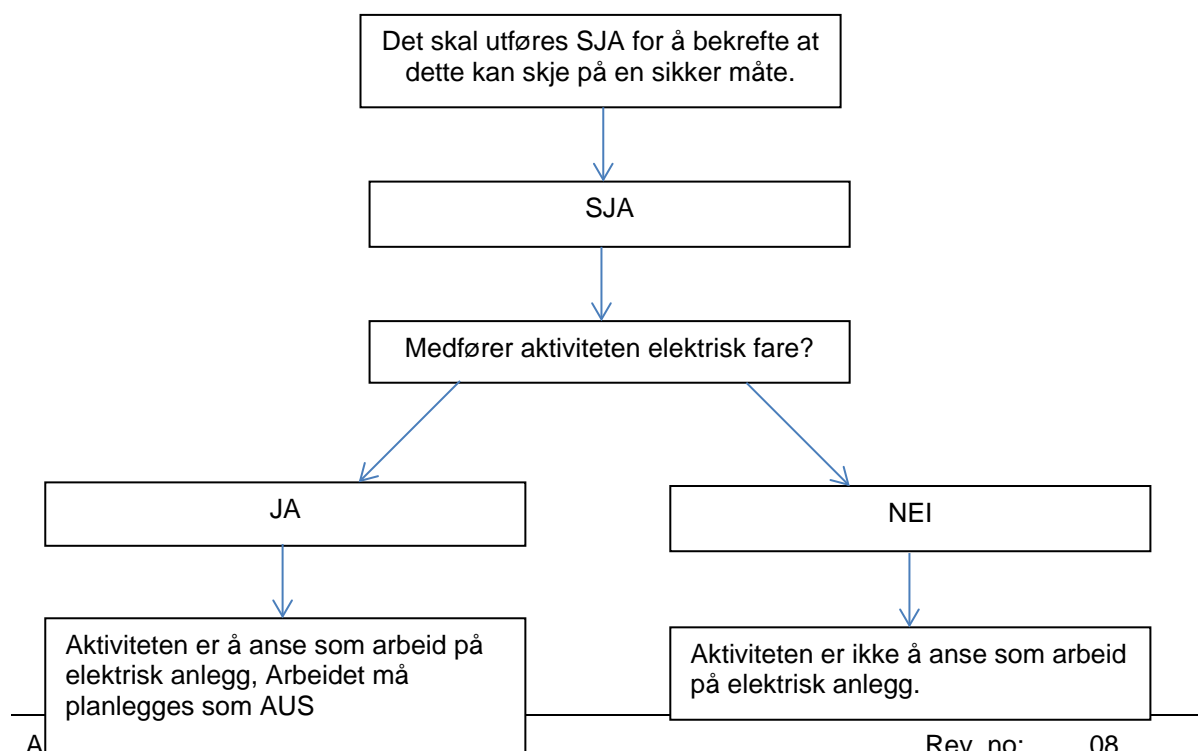 Det skal utføres SJA for å bekrefte at
dette kan skje på en sikker måte.
SJA
Medfører aktiviteten elektrisk fare?
JA
NEI
Aktiviteten er å anse som arbeid på
elektrisk anlegg, Arbeidet må
planlegges som AUS
Aktiviteten er ikke å anse som arbeid
på elektrisk anlegg.
Rev. no: 08